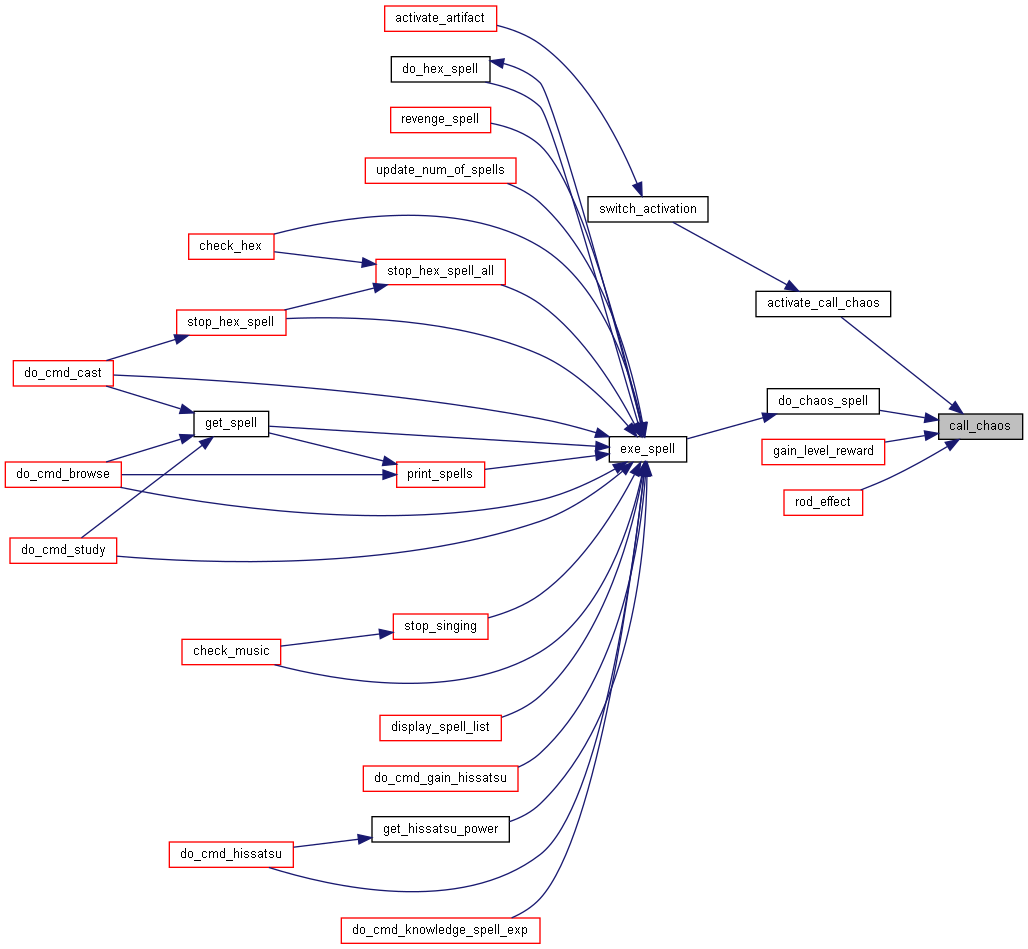 activate_artifact
do_hex_spell
revenge_spell
update_num_of_spells
switch_activation
check_hex
stop_hex_spell_all
activate_call_chaos
stop_hex_spell
do_cmd_cast
do_chaos_spell
get_spell
call_chaos
exe_spell
gain_level_reward
do_cmd_browse
print_spells
rod_effect
do_cmd_study
stop_singing
check_music
display_spell_list
do_cmd_gain_hissatsu
get_hissatsu_power
do_cmd_hissatsu
do_cmd_knowledge_spell_exp